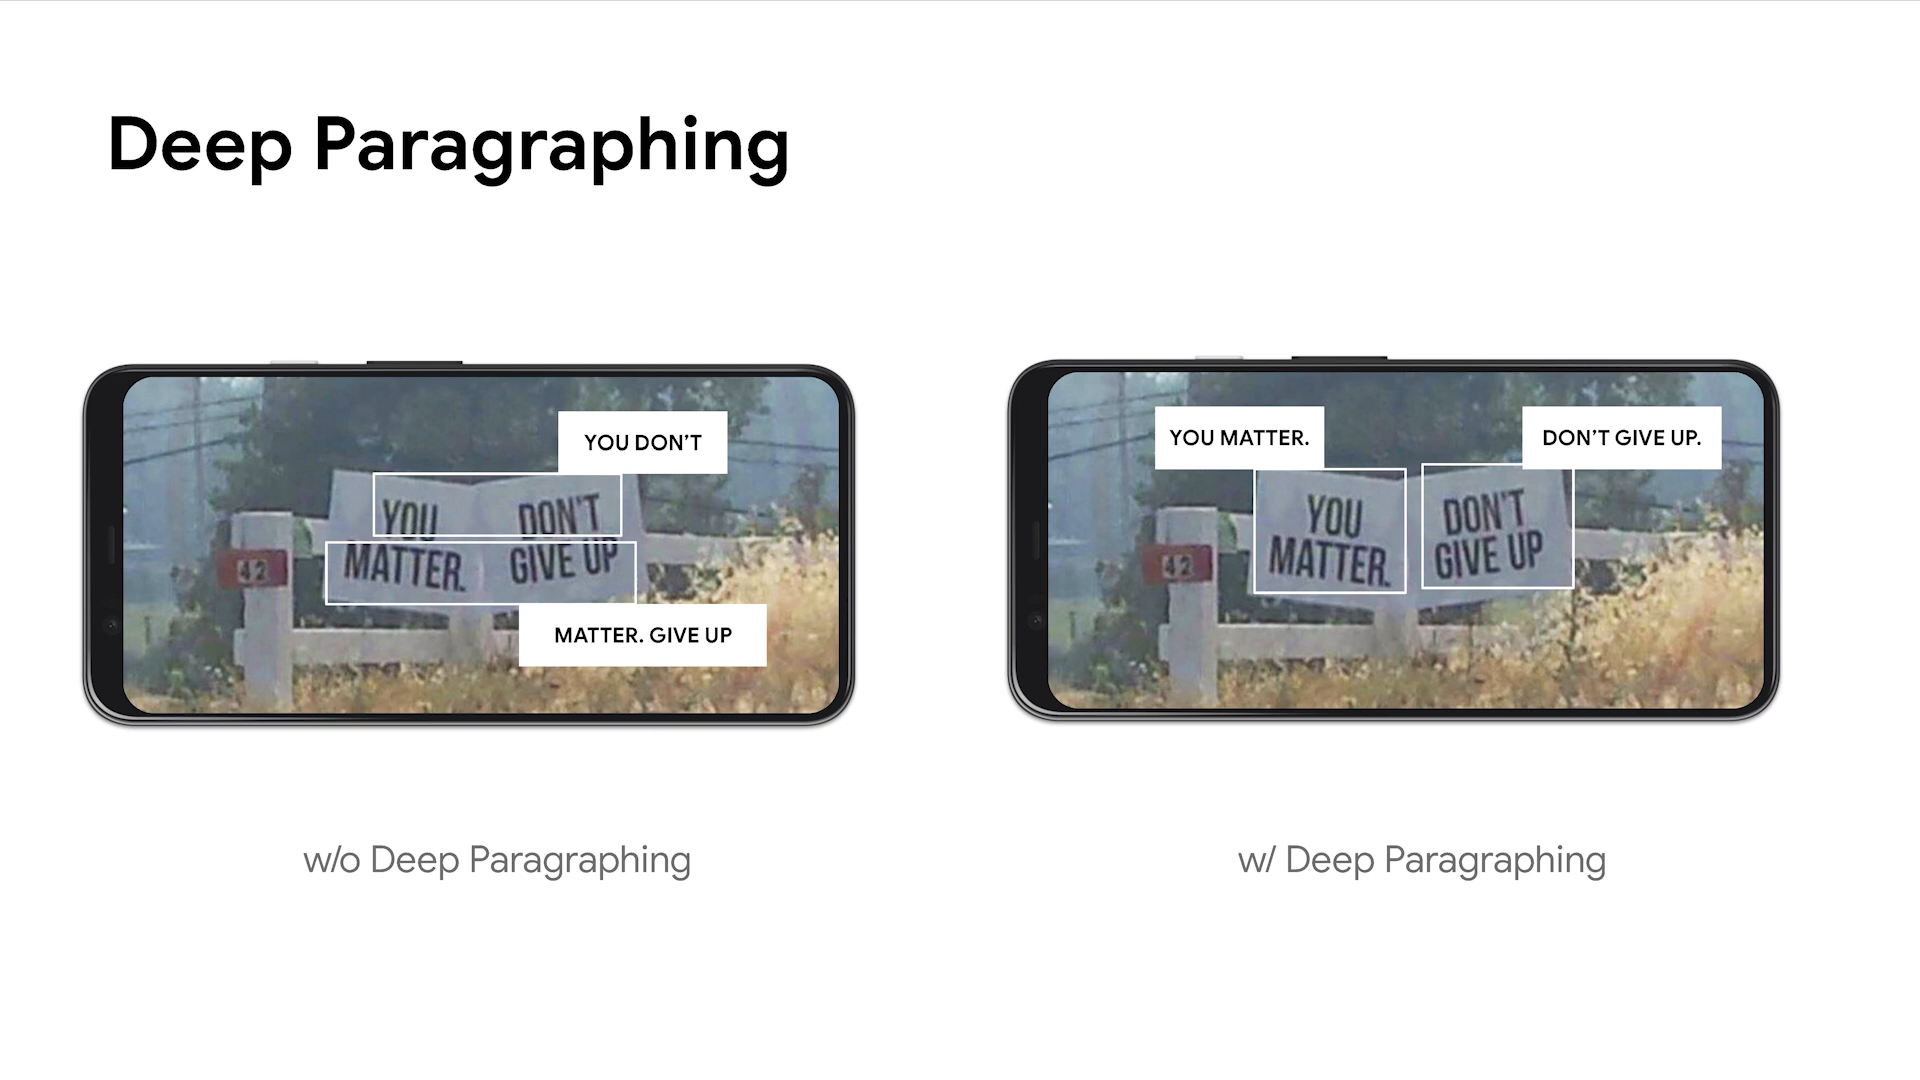 Deep Paragraphing
YOU DON'T
YOU
MATTER.
DON'T
GIVE UP
42
MATTER. GIVE UP
w/o Deep Paragraphing
YOU MATTER.
DON'T GIVE UP.
YOU
MATTER.
DON'T
GIVE UP
42
w/ Deep Paragraphing